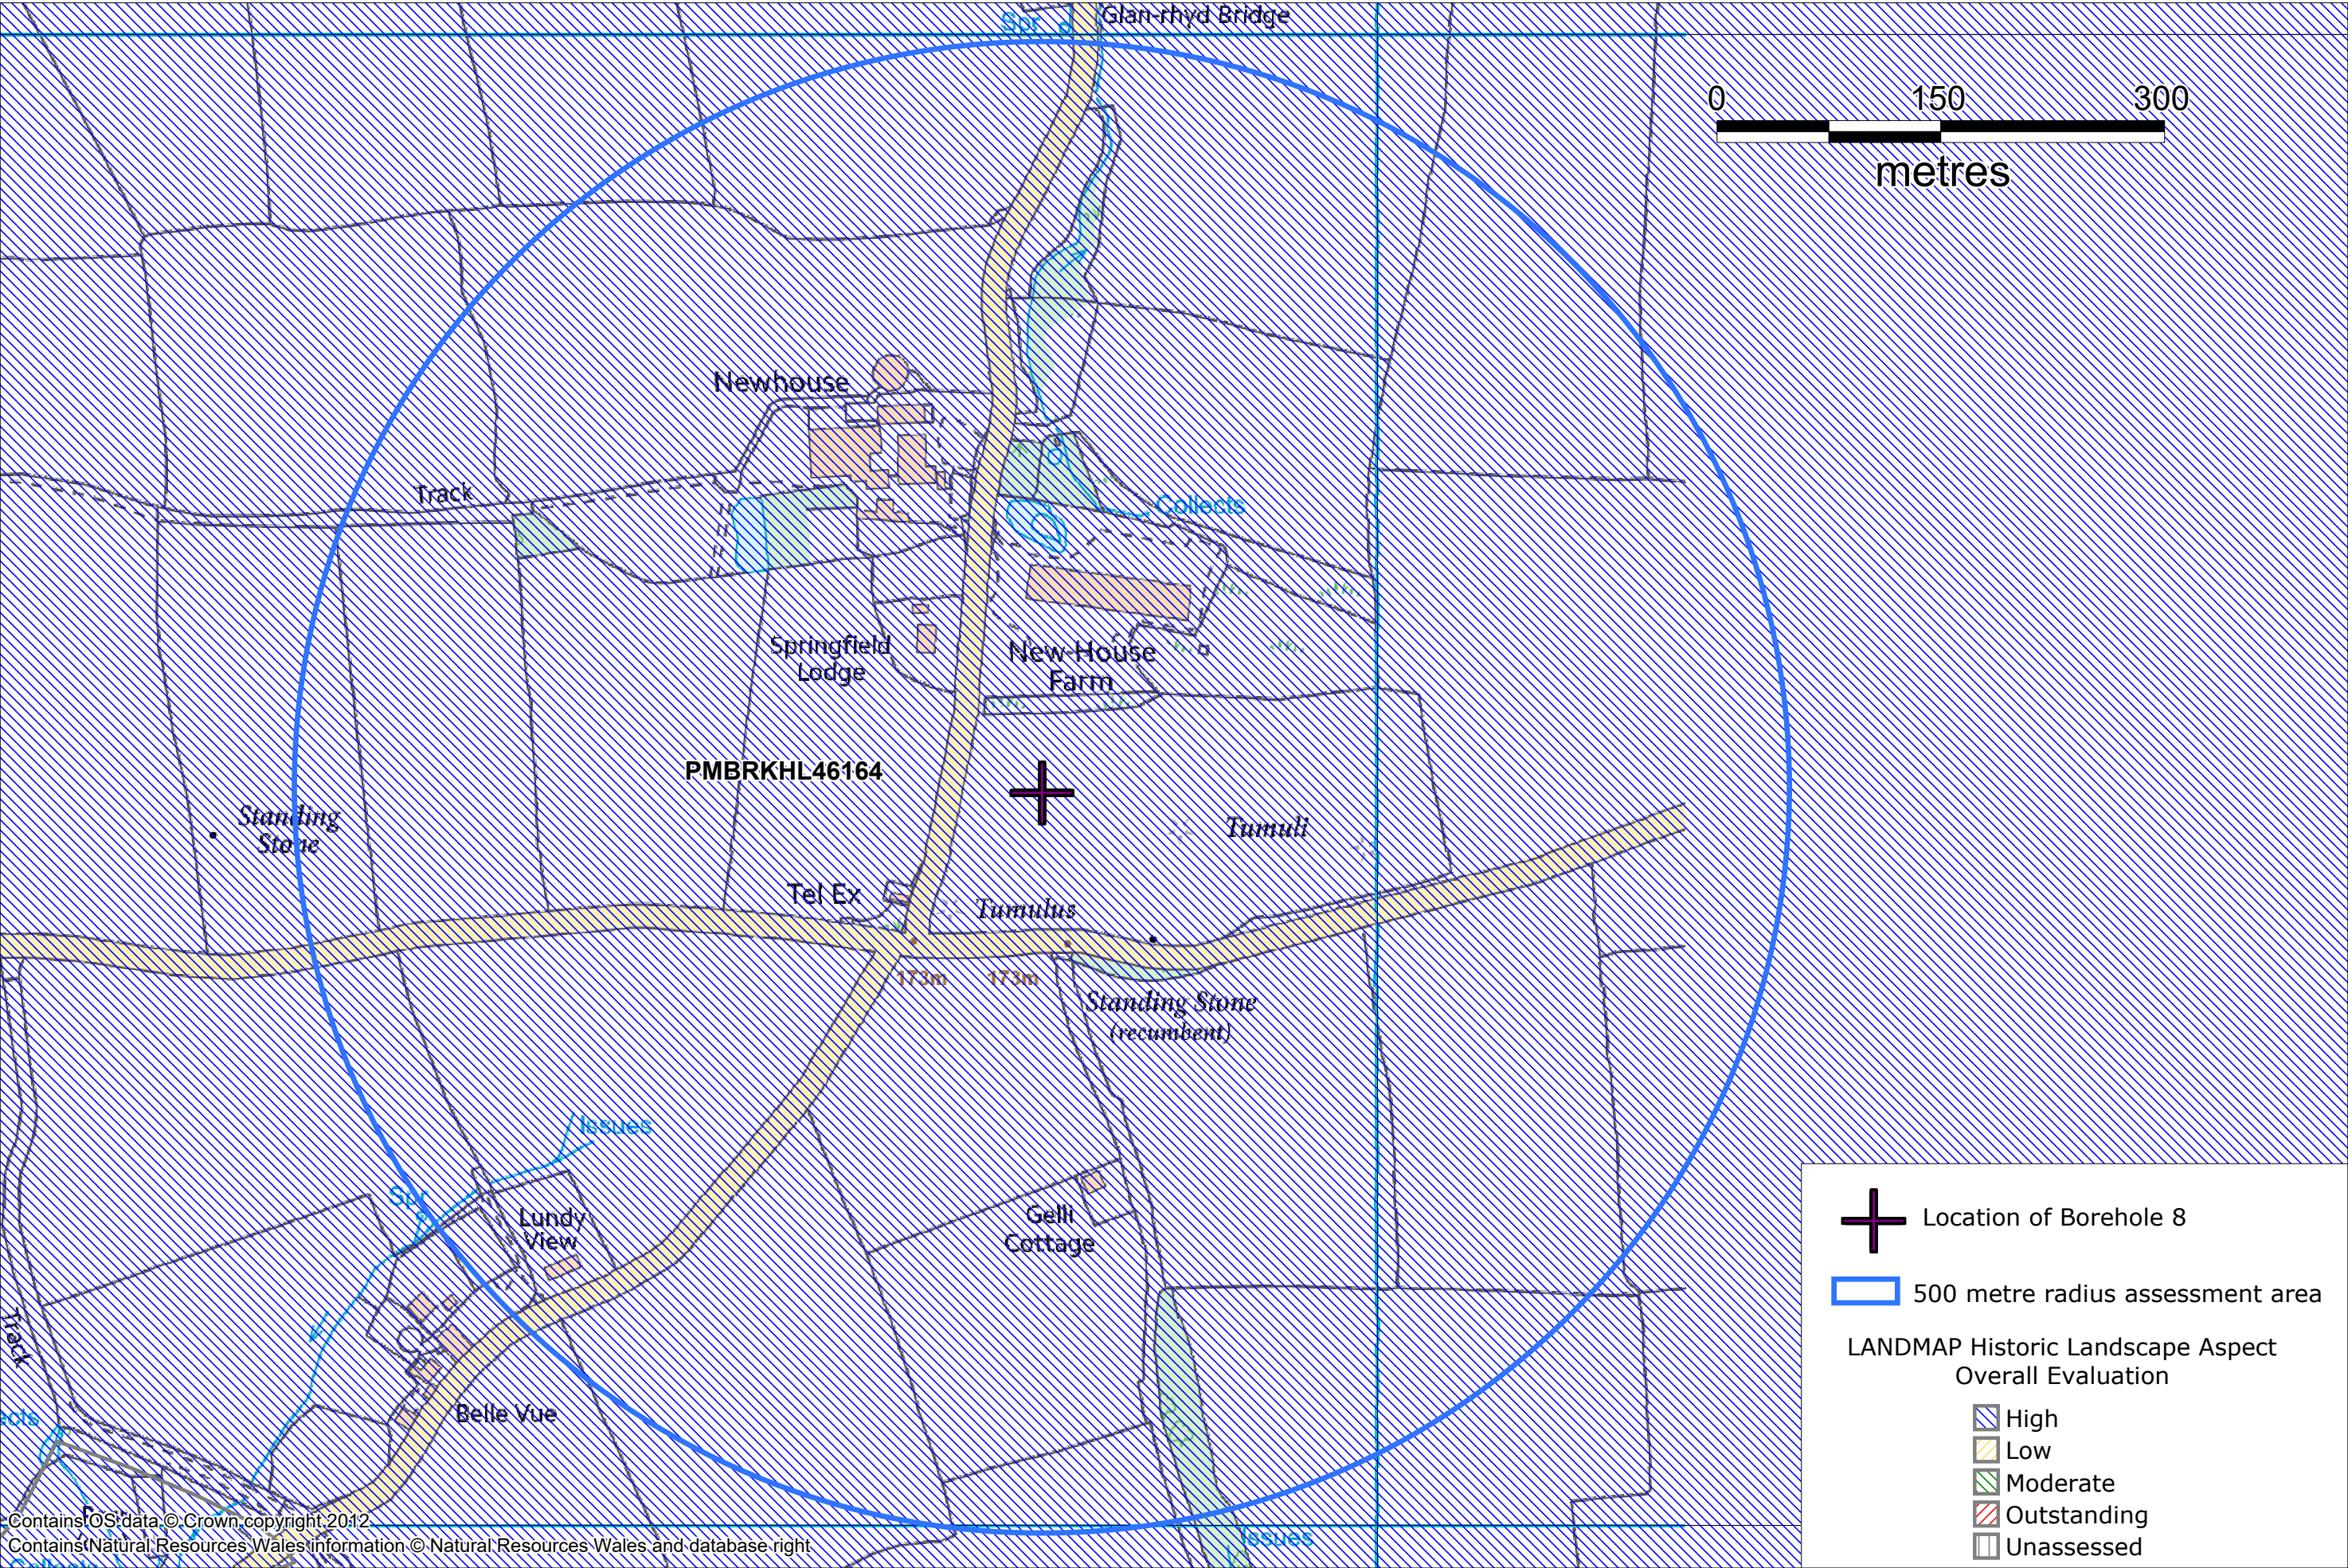 Spr
Glan-rhyd Bridge
0 150 300
metres
Newhouse
Track
Collects
Springfield
Lodge
New House
Farm
PMBRKHL46164
Standing
Stone
Tumuli
Tel Ex
Tumulus
173m 173m
Standing Stone
(recumbent)
Issues
Spr
Lundy
View
Gelli
Cottage
Track
Belle Vue
Issues
Contains OS data © Crown copyright 2012
Contains Natural Resources Wales information © Natural Resources Wales and database right
Collects
Location of Borehole 8
500 metre radius assessment area
LANDMAP Historic Landscape Aspect
Overall Evaluation
High
Low
Moderate
Outstanding
Unassessed